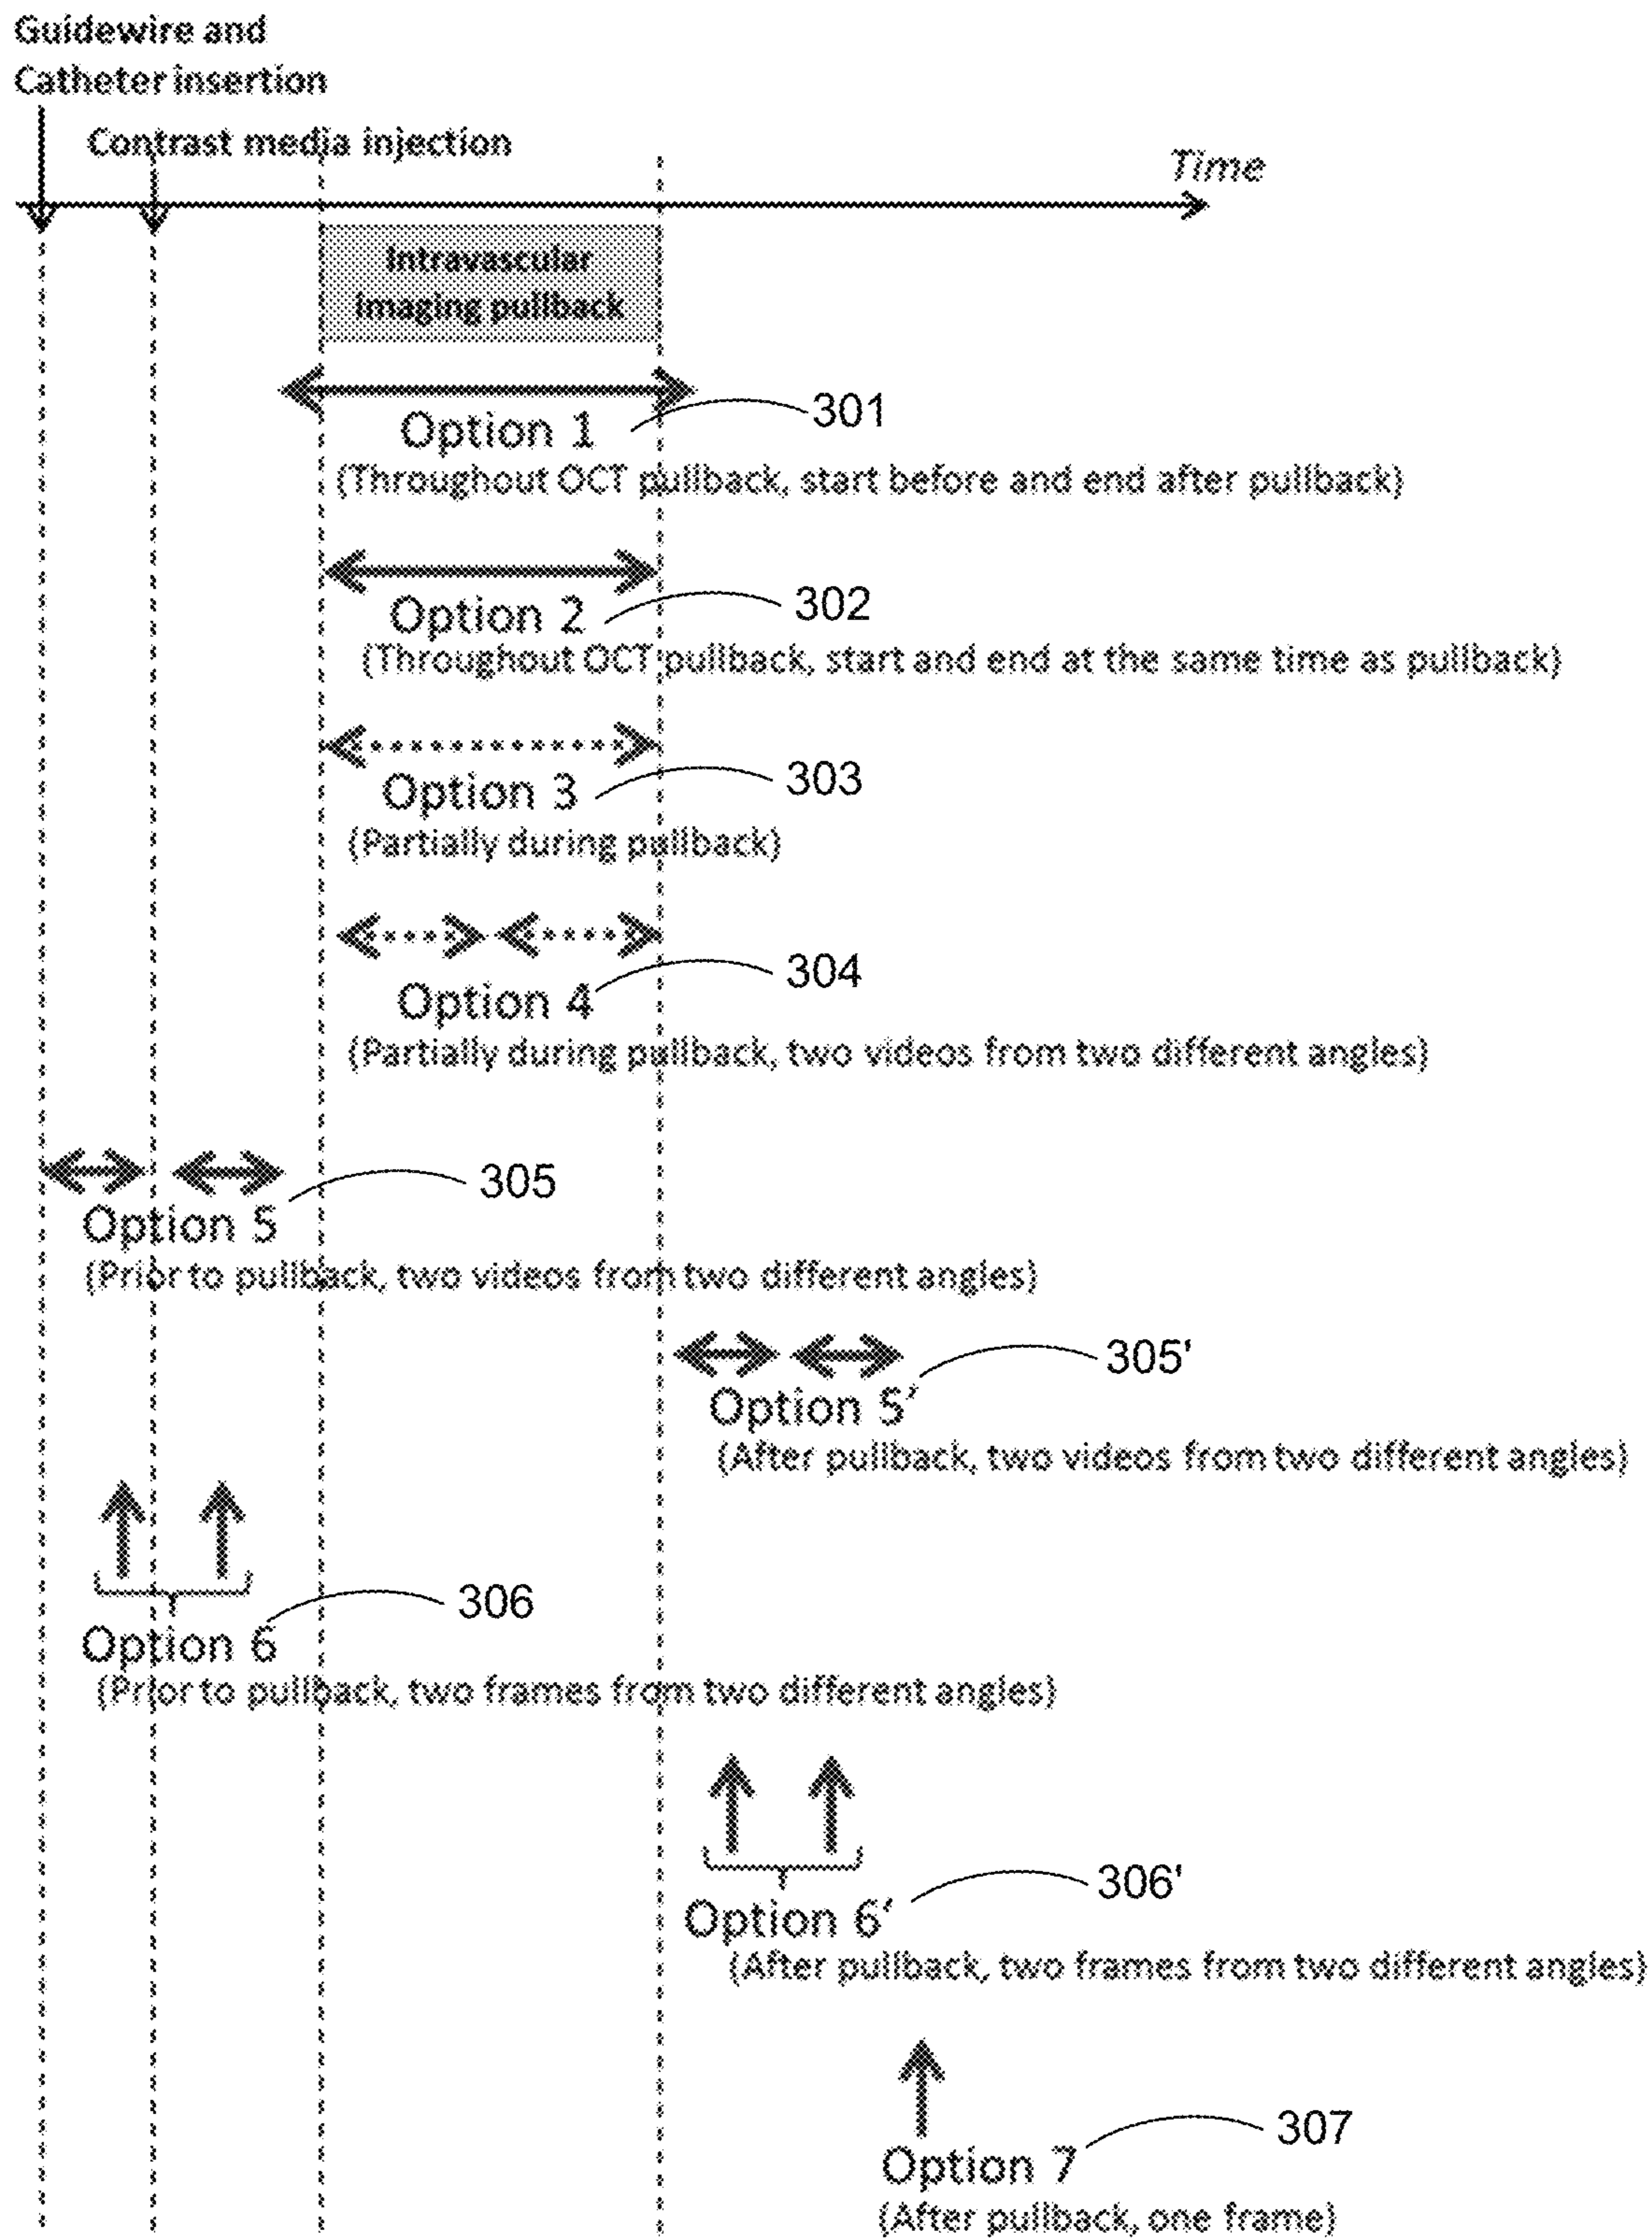 Guidewire and
Catheter insertion
Contrast media injection
Time
Intravascular
imaging pullback
301
Option 1
(Throughout OCT pullback, start before and end after pullback)
302
Option 2
(Throughout OCT pullback, start and end at the same time as pullback)
303
Option 3
(Partially during pullback)
304
Option 4
(Partially during pullback, two videos from two different angles)
305
Option 5
(Prior to pullback, two videos from two different angles)
305'
Option 5'
(After pullback, two videos from two different angles)
306
Option 6
(Prior to pullback, two frames from two different angles)
306'
Option 6'
(After pullback, two frames from two different angles)
307
Option 7
(After pullback, one frame)